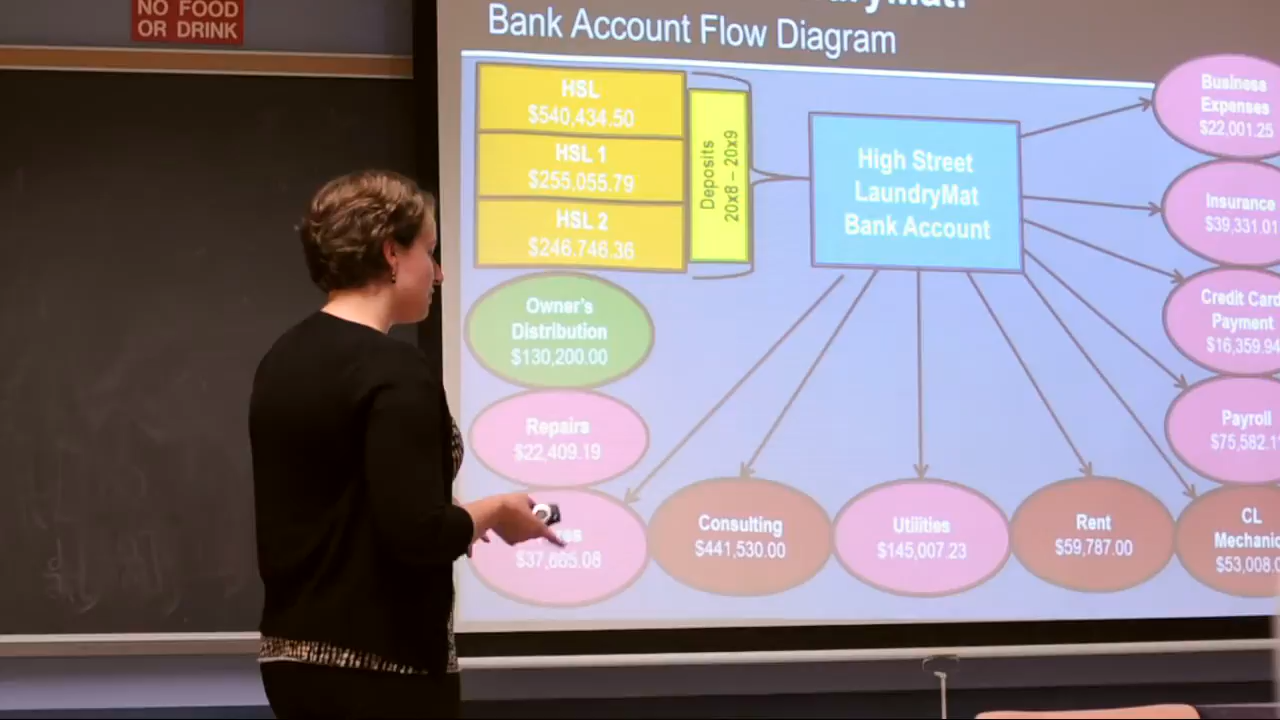 NO FOOD
OR DRINK
Bank Account Flow Diagram
HSL
$540,434.50
HSL 1
$255,055.79
HSL 2
$246,746.36
Deposits
20x8 – 20x9
High Street
LaundryMat
Bank Account
Business
Expenses
$22,001.25
Insurance
$39,331.01
Credit Card
Payment
$16,359.94
Payroll
Owner's
Distribution
$130,200.00
Repairs
$22,409.19
Consulting
$441,530.00
Utilities
$145,007.23
Rent
$59,787.00
CL